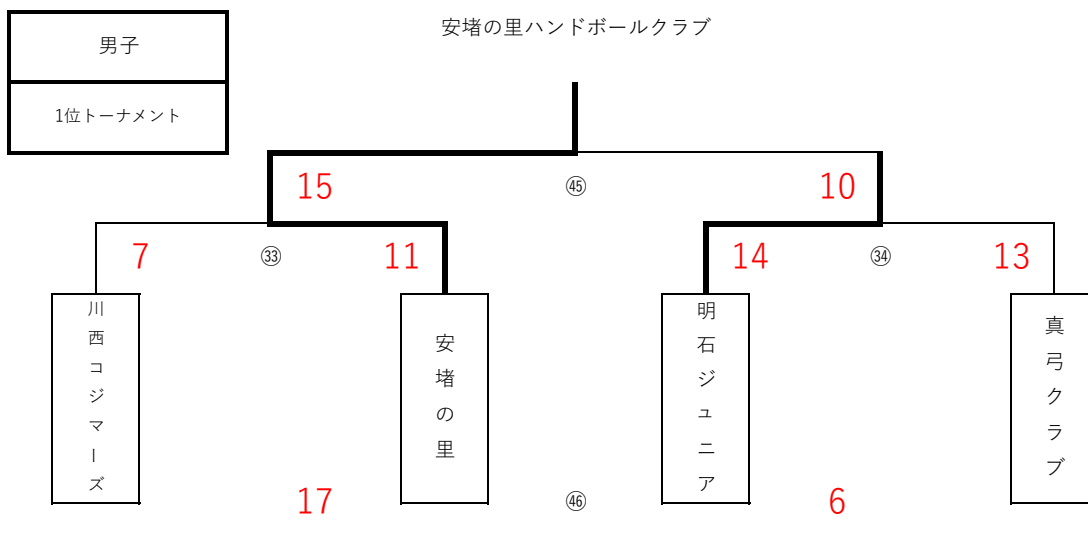 男子
1位トーナメント
安堵の里ハンドボールクラブ
15
㊺
10
7
㉝
11
14
㉞
13
川西コジマーズ
安堵の里
明石ジュニア
真弓クラブ
17
㊻
6